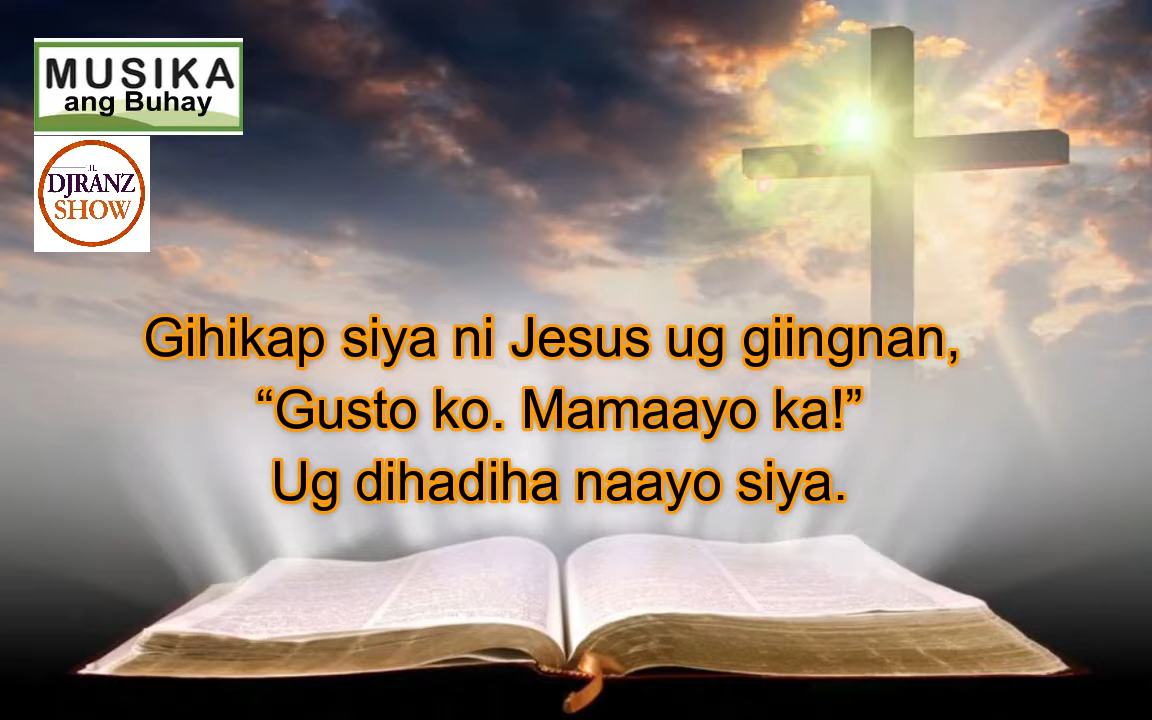 MUSIKA
ang Buhay
JL
DJRANZ
SHOW
Gihikap siya ni Jesus ug giingnan,
“Gusto ko. Mamaayo ka!”
Ug dihadiha naayo siya.